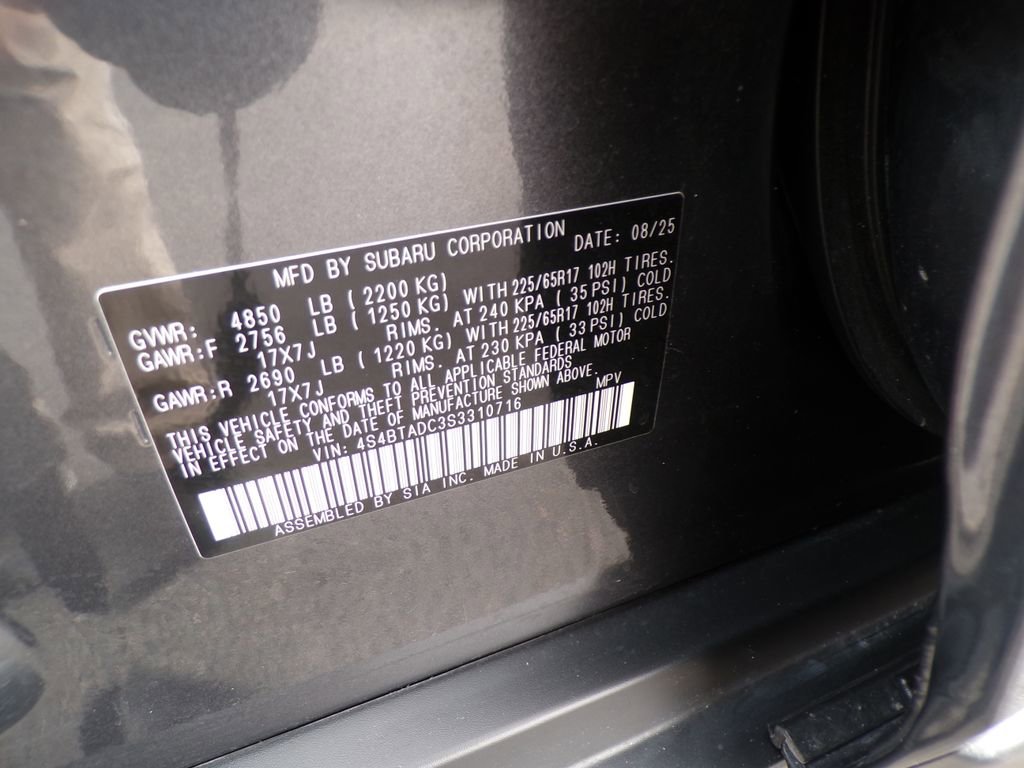 MFD BY SUBARU CORPORATION DATE: 08/25
GVWR: 4850 LB ( 2200 KG)
GAWR:F 2756 LB ( 1250 KG) WITH 225/65R17 102H TIRES.
17X7J RIMS. AT 240 KPA ( 35 PSI) COLD
GAWR:R 2690 LB ( 1220 KG) WITH 225/65R17 102H TIRES.
17X7J RIMS. AT 230 KPA ( 33 PSI) COLD
THIS VEHICLE CONFORMS TO ALL APPLICABLE FEDERAL MOTOR
VEHICLE SAFETY AND THEFT PREVENTION STANDARDS
IN EFFECT ON THE DATE OF MANUFACTURE SHOWN ABOVE.
VIN: 4S4BTADC3S3310716 MPV
ASSEMBLED BY SIA INC. MADE IN U.S.A.